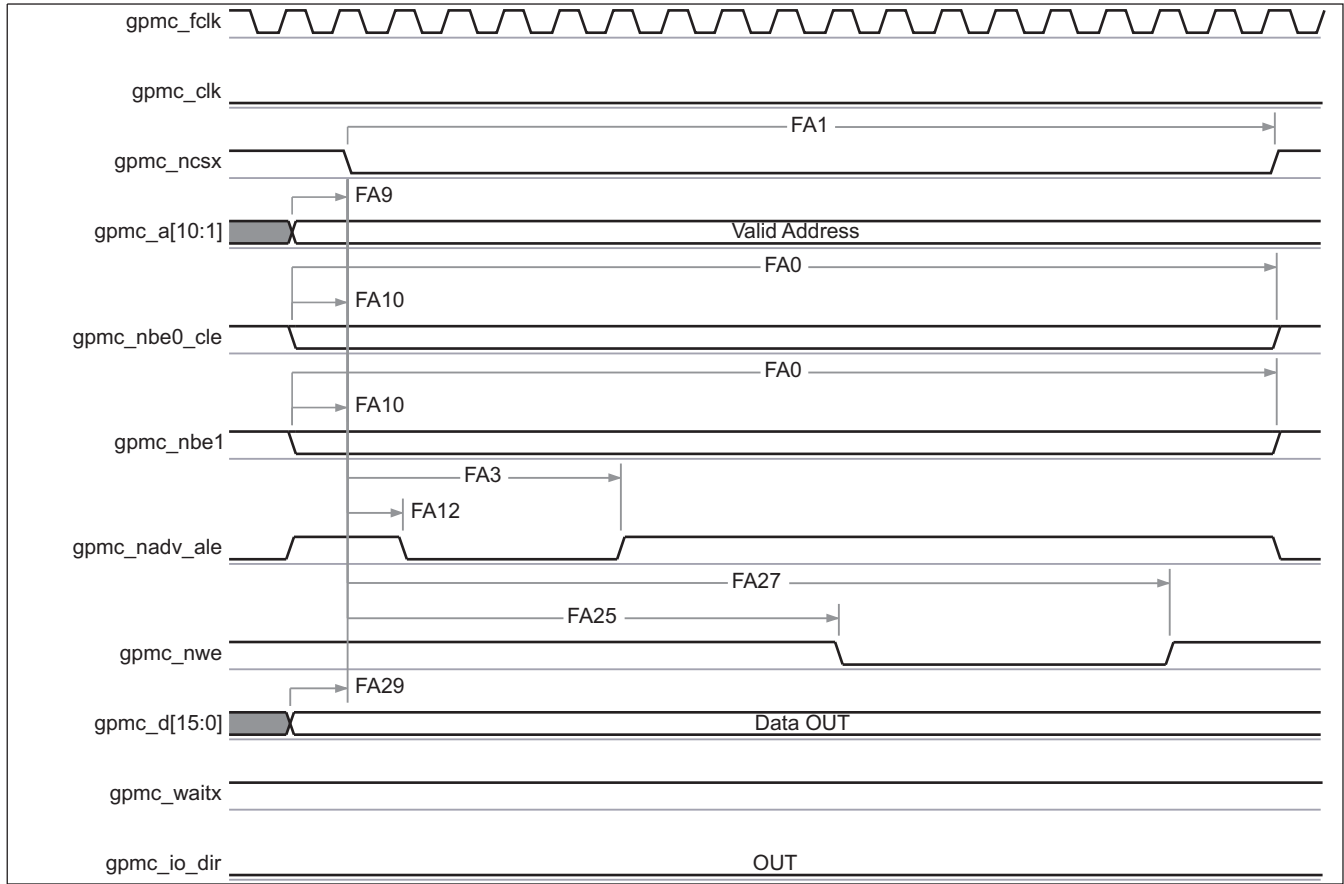 gpmc_fclk
gpmc_clk
FA1
gpmc_ncsx
FA9
gpmc_a[10:1]
Valid Address
FA0
FA10
gpmc_nbe0_cle
FA0
FA10
gpmc_nbe1
FA3
FA12
gpmc_nadv_ale
FA27
FA25
gpmc_nwe
FA29
gpmc_d[15:0]
Data OUT
gpmc_waitx
gpmc_io_dir
OUT